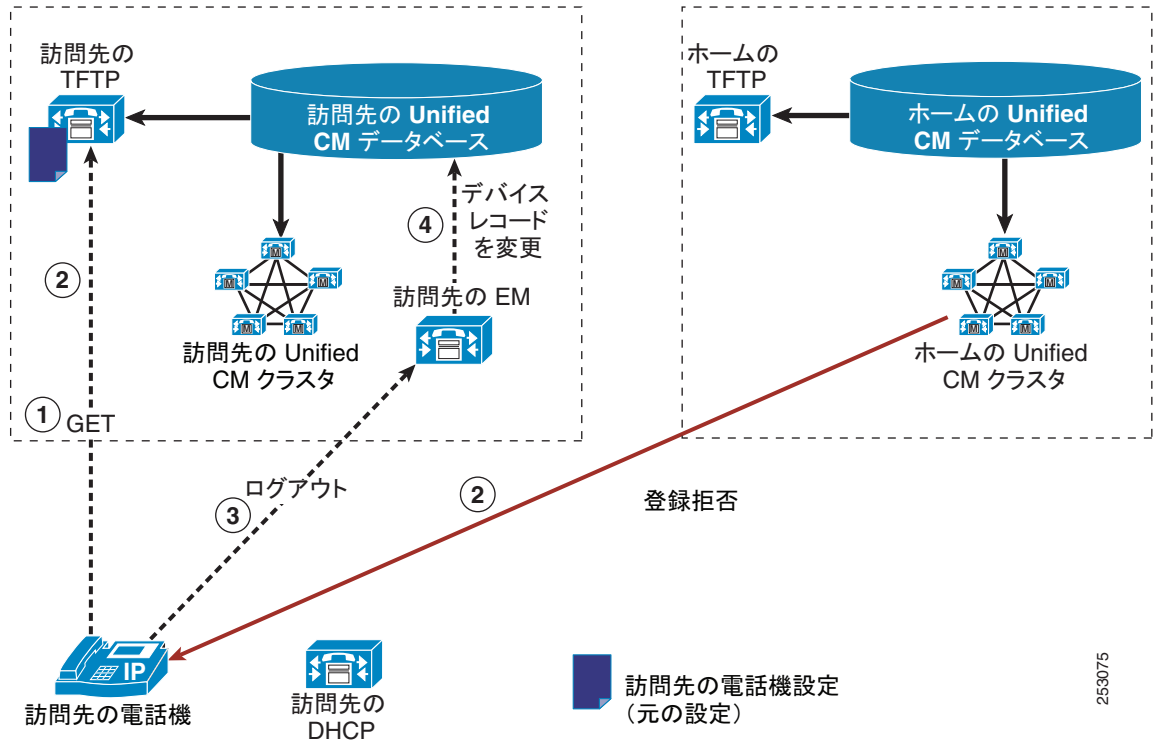 訪問先の
TFTP
訪問先の Unified
CM データベース
ホームの
TFTP
ホームの Unified
CM データベース
デバイス
レコード
を変更
4
2
M
M
M
M
M
訪問先の EM
訪問先の Unified
CM クラスタ
M
M
M
M
M
ホームの Unified
CM クラスタ
1 GET
ログアウト
3
2
登録拒否
IP
訪問先の電話機
訪問先の
DHCP
訪問先の電話機設定
（元の設定）
253075